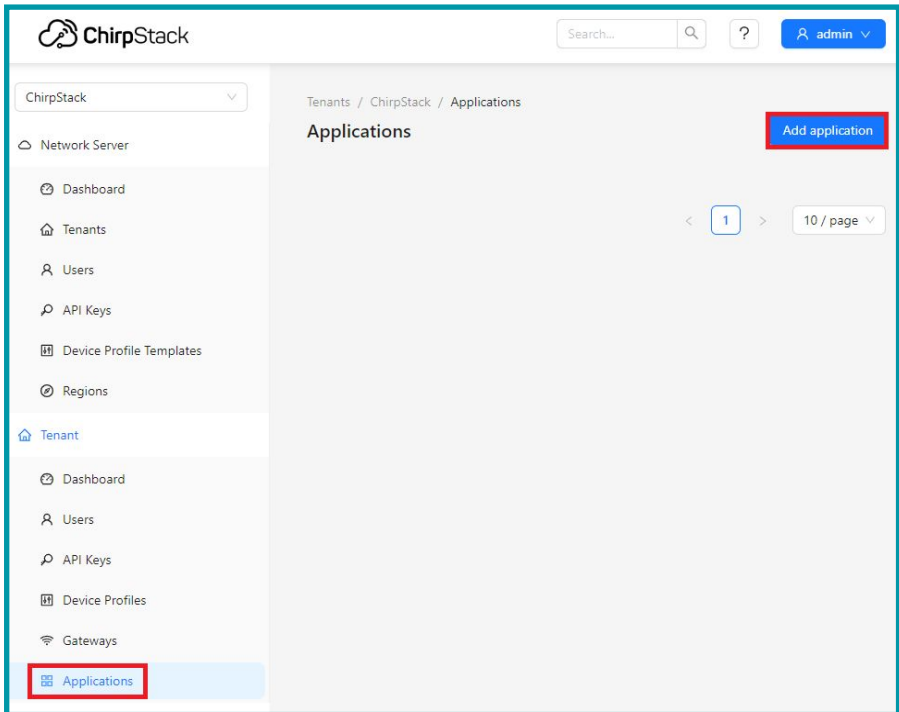 ChirpStack
Search...
?
admin
ChirpStack
Network Server
Dashboard
Tenants
Users
API Keys
Device Profile Templates
Regions
Tenant
Dashboard
Users
API Keys
Device Profiles
Gateways
Applications
Tenants / ChirpStack / Applications
Applications
Add application
< 1 >
10 / page